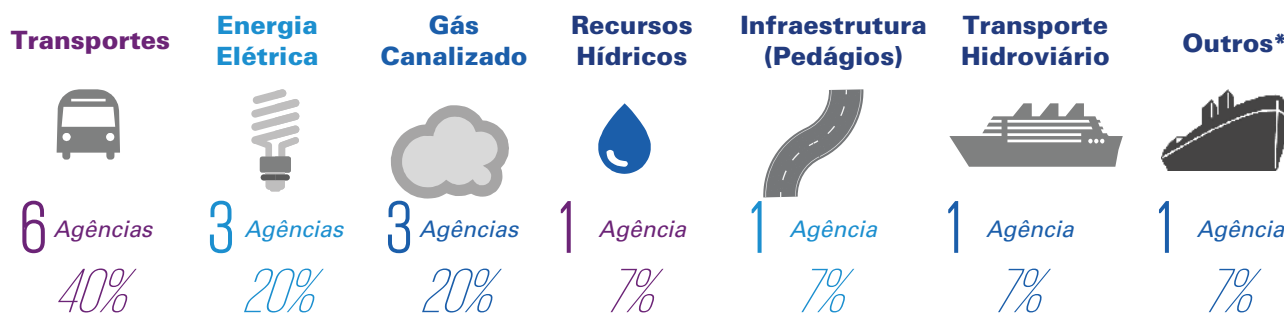 Transportes
Energia
Elétrica
Gás
Canalizado
Recursos
Hídricos
Infraestrutura
(Pedágios)
Transporte
Hidroviário
Outros*
6 Agências
3 Agências
3 Agências
1 Agência
1 Agência
1 Agência
1 Agência
40%
20%
20%
7%
7%
7%
7%